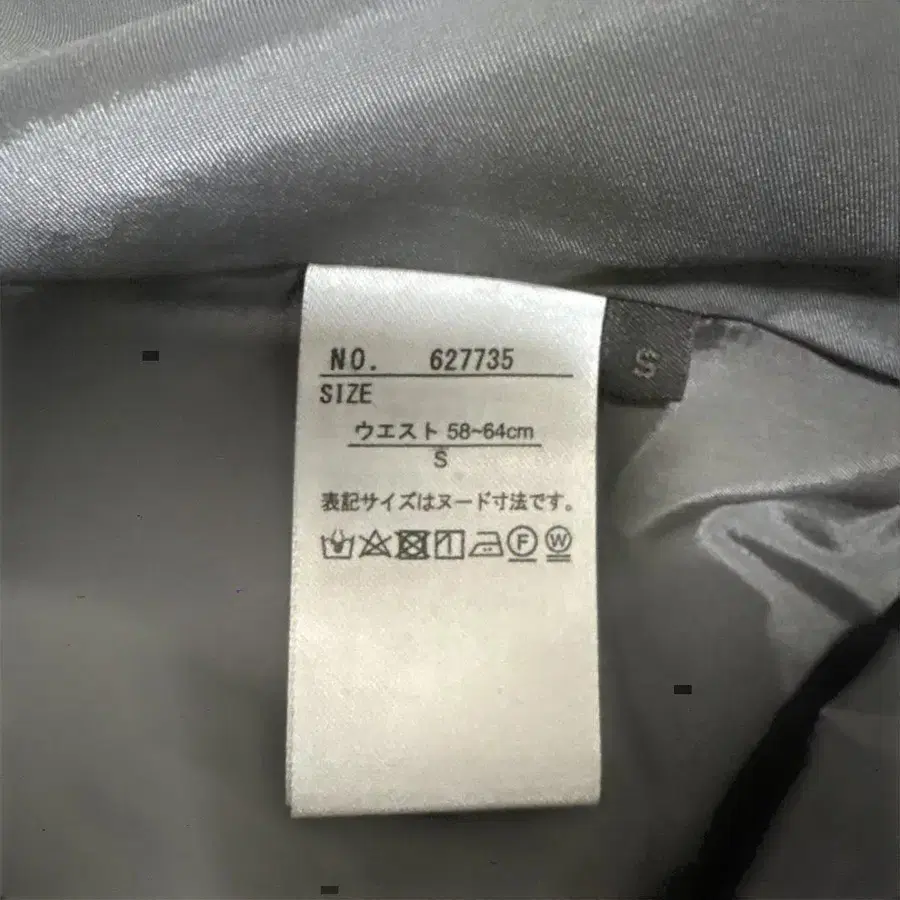 NO. 627735
SIZE
ウエスト 58~64cm
S
表記サイズはヌード寸法です。
F W
S